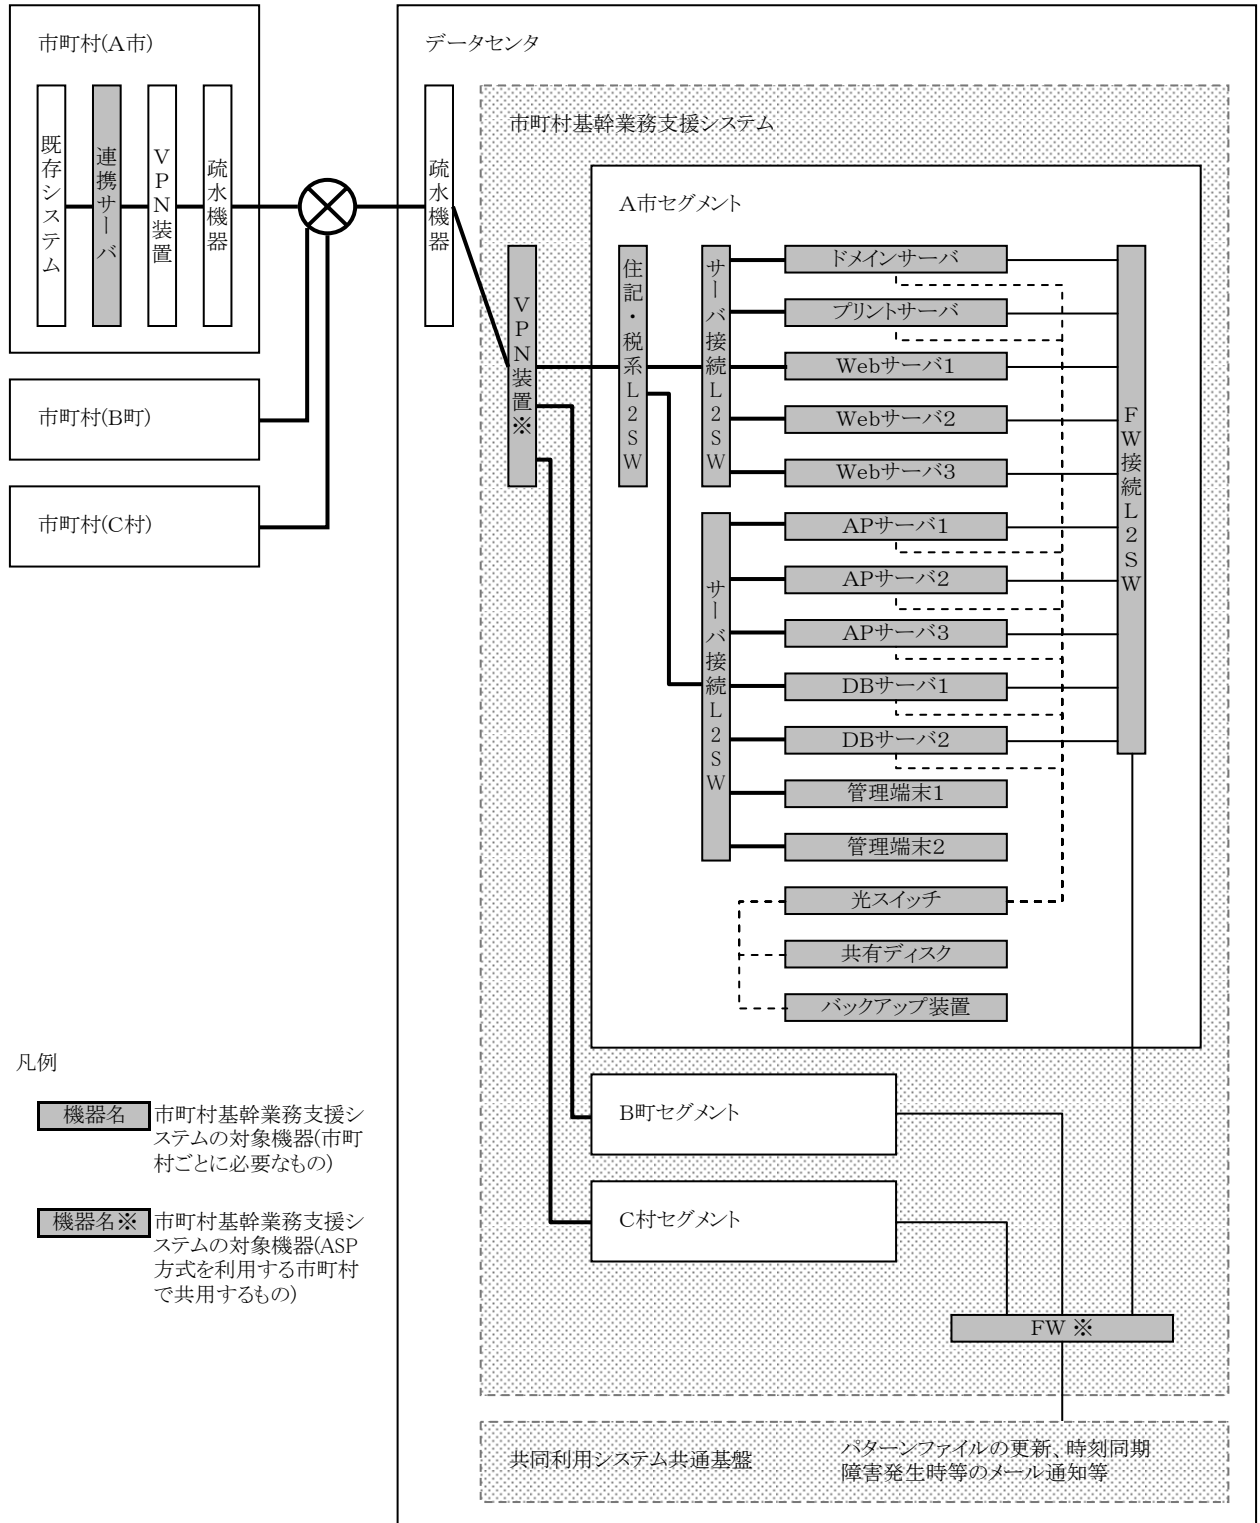 市町村(A市)
既存システム
連携サーバ
VPN装置
疏水機器
市町村(B町)
市町村(C村)
データセンタ
疏水機器
市町村基幹業務支援システム
VPN装置※
A市セグメント
住記・税系L2SW
サーバ接続L2SW
サーバ接続L2SW
ドメインサーバ
プリントサーバ
Webサーバ1
Webサーバ2
Webサーバ3
APサーバ1
APサーバ2
APサーバ3
DBサーバ1
DBサーバ2
管理端末1
管理端末2
光スイッチ
共有ディスク
バックアップ装置
FW接続L2SW
B町セグメント
C村セグメント
FW ※
共同利用システム共通基盤
パターンファイルの更新、時刻同期
障害発生時等のメール通知等
凡例
機器名
市町村基幹業務支援シ
ステムの対象機器(市町
村ごとに必要なもの)
機器名※
市町村基幹業務支援シ
ステムの対象機器(ASP
方式を利用する市町村
で共用するもの)